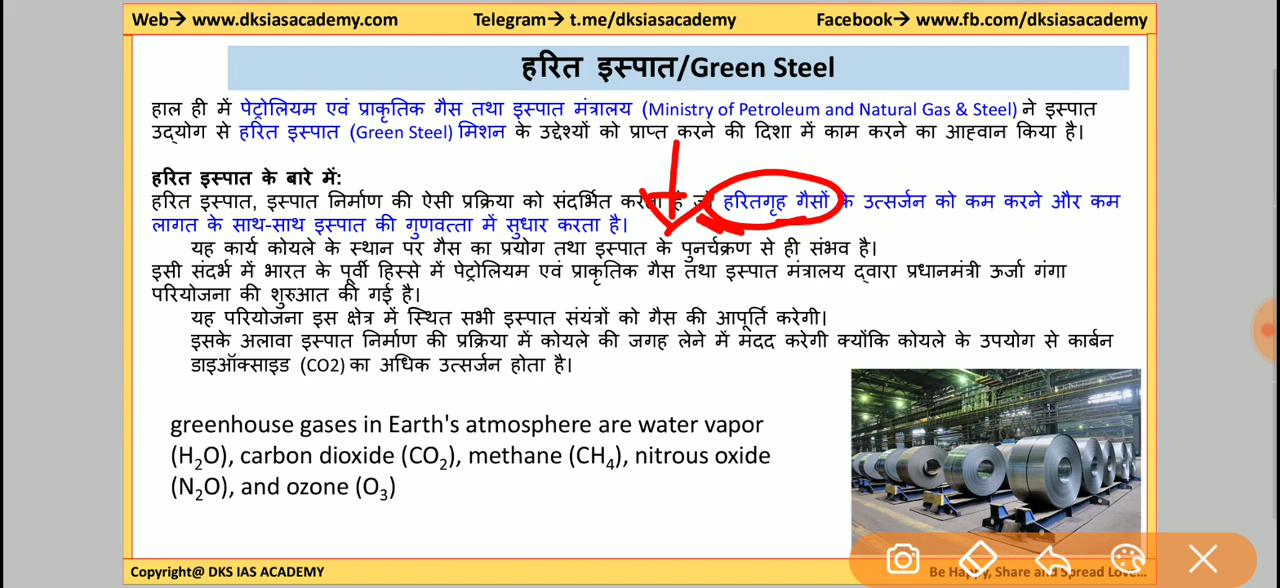 Web→ www.dksiasacademy.com Telegram→ t.me/dksiasacademy Facebook→ www.fb.com/dksiasacademy
हरित इस्पात/Green Steel
हाल ही में पेट्रोलियम एवं प्राकृतिक गैस तथा इस्पात मंत्रालय (Ministry of Petroleum and Natural Gas & Steel) ने इस्पात
उद्योग से हरित इस्पात (Green Steel) मिशन के उद्देश्यों को प्राप्त करने की दिशा में काम करने का आह्वान किया है।
हरित इस्पात के बारे में:
हरित इस्पात, इस्पात निर्माण की ऐसी प्रक्रिया को संदर्भित करता है जो हरितगृह गैसों के उत्सर्जन को कम करने और कम
लागत के साथ-साथ इस्पात की गुणवत्ता में सुधार करता है।
यह कार्य कोयले के स्थान पर गैस का प्रयोग तथा इस्पात के पुनर्चक्रण से ही संभव है।
इसी संदर्भ में भारत के पूर्वी हिस्से में पेट्रोलियम एवं प्राकृतिक गैस तथा इस्पात मंत्रालय द्वारा प्रधानमंत्री ऊर्जा गंगा
परियोजना की शुरुआत की गई है।
यह परियोजना इस क्षेत्र में स्थित सभी इस्पात संयंत्रों को गैस की आपूर्ति करेगी।
इसके अलावा इस्पात निर्माण की प्रक्रिया में कोयले की जगह लेने में मदद करेगी क्योंकि कोयले के उपयोग से कार्बन
डाइऑक्साइड (CO2) का अधिक उत्सर्जन होता है।
greenhouse gases in Earth's atmosphere are water vapor
(H₂O), carbon dioxide (CO₂), methane (CH₄), nitrous oxide
(N₂O), and ozone (O₃)
Copyright@ DKS IAS ACADEMY Be Happy, Share and Spread Love...